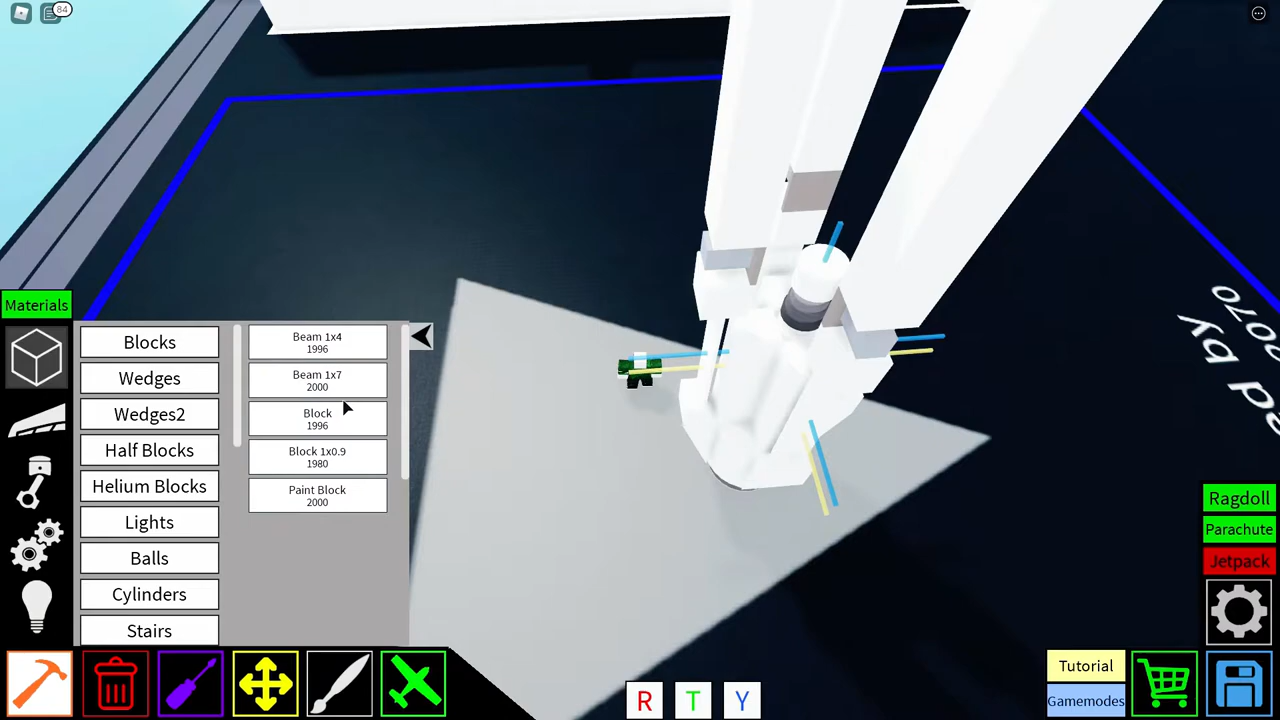 84
Materials
Blocks
Wedges
Wedges2
Half Blocks
Helium Blocks
Lights
Balls
Cylinders
Stairs
Beam 1x4
1996
Beam 1x7
2000
Block
1996
Block 1x0.9
1980
Paint Block
2000
Ragdoll
Parachute
Jetpack
Tutorial
Gamemodes
R T Y